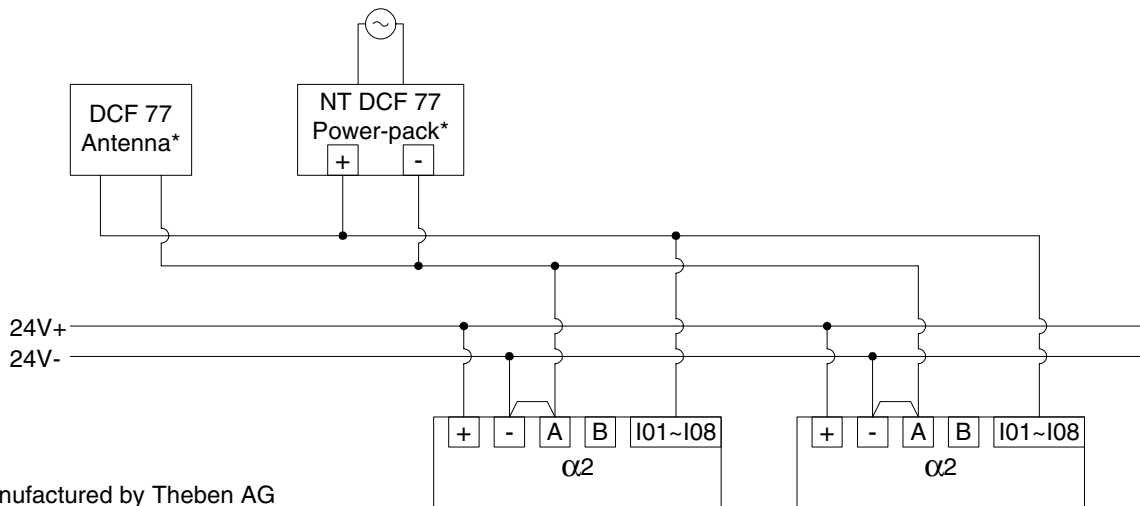 DCF 77
Antenna*
NT DCF 77
Power-pack*
+ -
24V+
24V-
+ - A B I01~I08
α2
+ - A B I01~I08
α2
nufactured by Theben AG